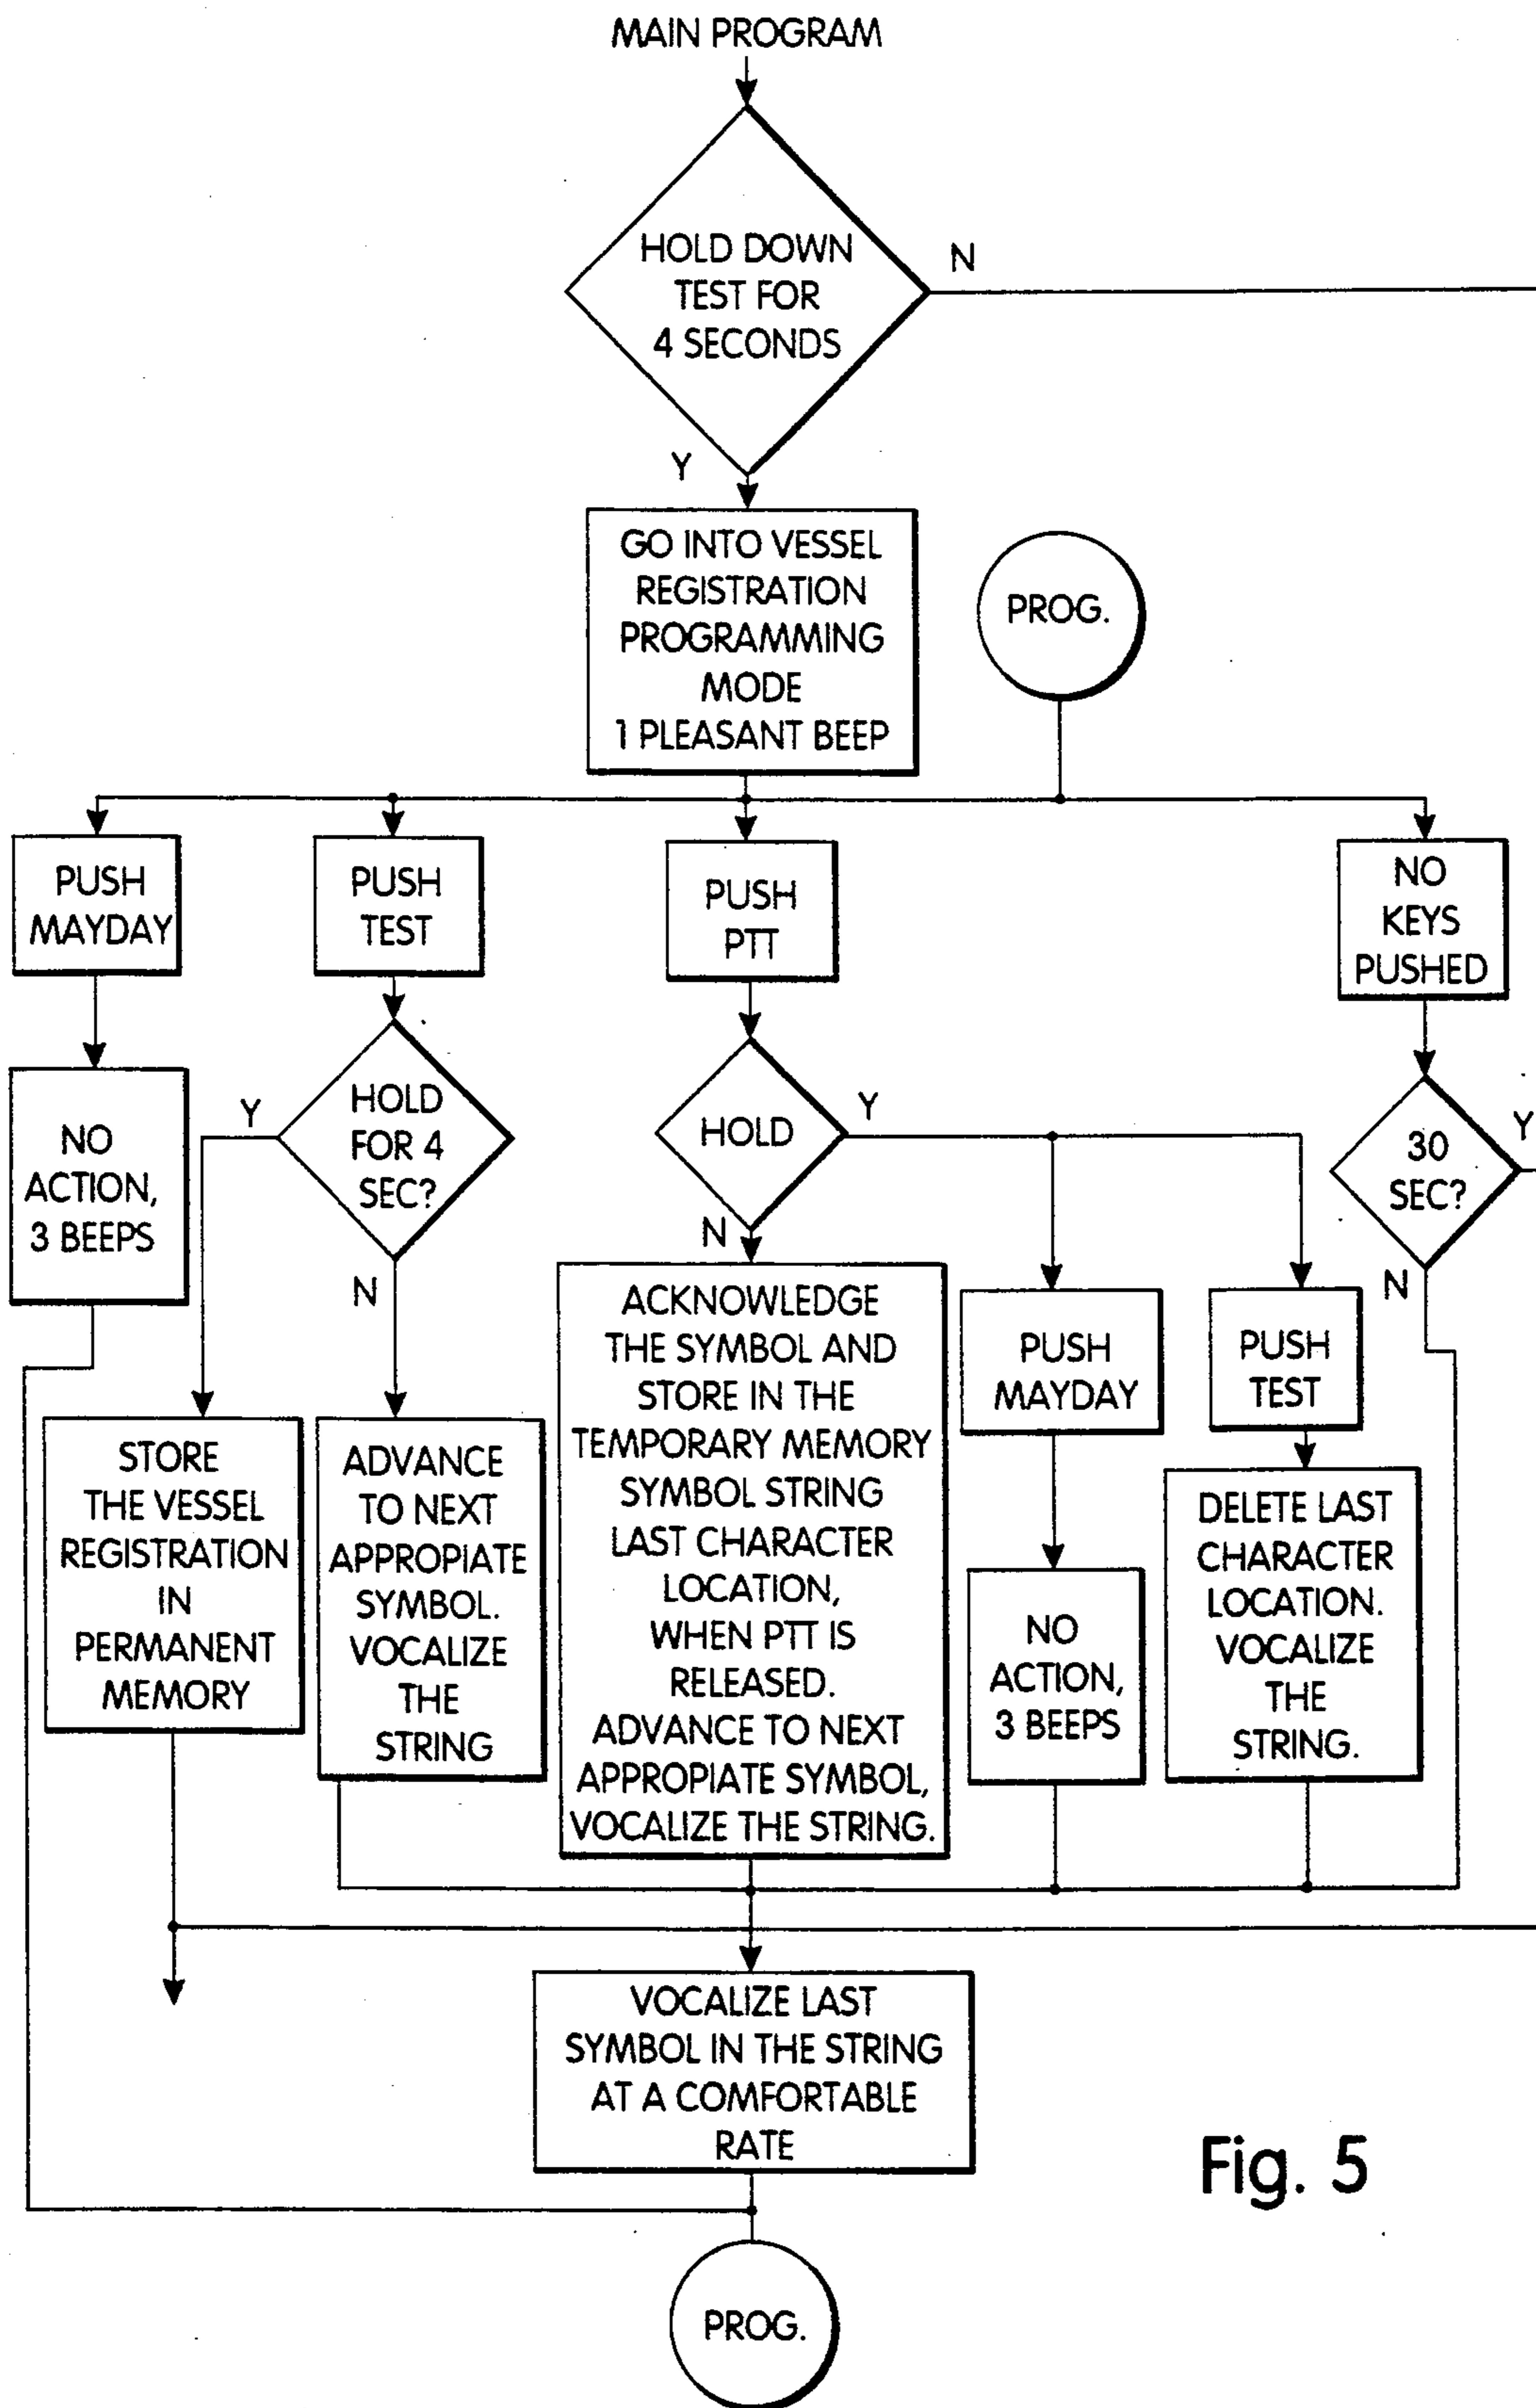 MAIN PROGRAM
HOLD DOWN
TEST FOR
4 SECONDS
N
Y
GO INTO VESSEL
REGISTRATION
PROGRAMMING
MODE
1 PLEASANT BEEP
PROG.
PUSH
MAYDAY
PUSH
TEST
PUSH
PTT
NO
KEYS
PUSHED
NO
ACTION,
3 BEEPS
Y
HOLD
FOR 4
SEC?
N
HOLD
Y
N
30
SEC?
Y
N
STORE
THE VESSEL
REGISTRATION
IN
PERMANENT
MEMORY
ADVANCE
TO NEXT
APPROPIATE
SYMBOL.
VOCALIZE
THE
STRING
ACKNOWLEDGE
THE SYMBOL AND
STORE IN THE
TEMPORARY MEMORY
SYMBOL STRING
LAST CHARACTER
LOCATION,
WHEN PTT IS
RELEASED.
ADVANCE TO NEXT
APPROPIATE SYMBOL,
VOCALIZE THE STRING.
PUSH
MAYDAY
NO
ACTION,
3 BEEPS
PUSH
TEST
DELETE LAST
CHARACTER
LOCATION.
VOCALIZE
THE
STRING.
VOCALIZE LAST
SYMBOL IN THE STRING
AT A COMFORTABLE
RATE
PROG.
Fig. 5